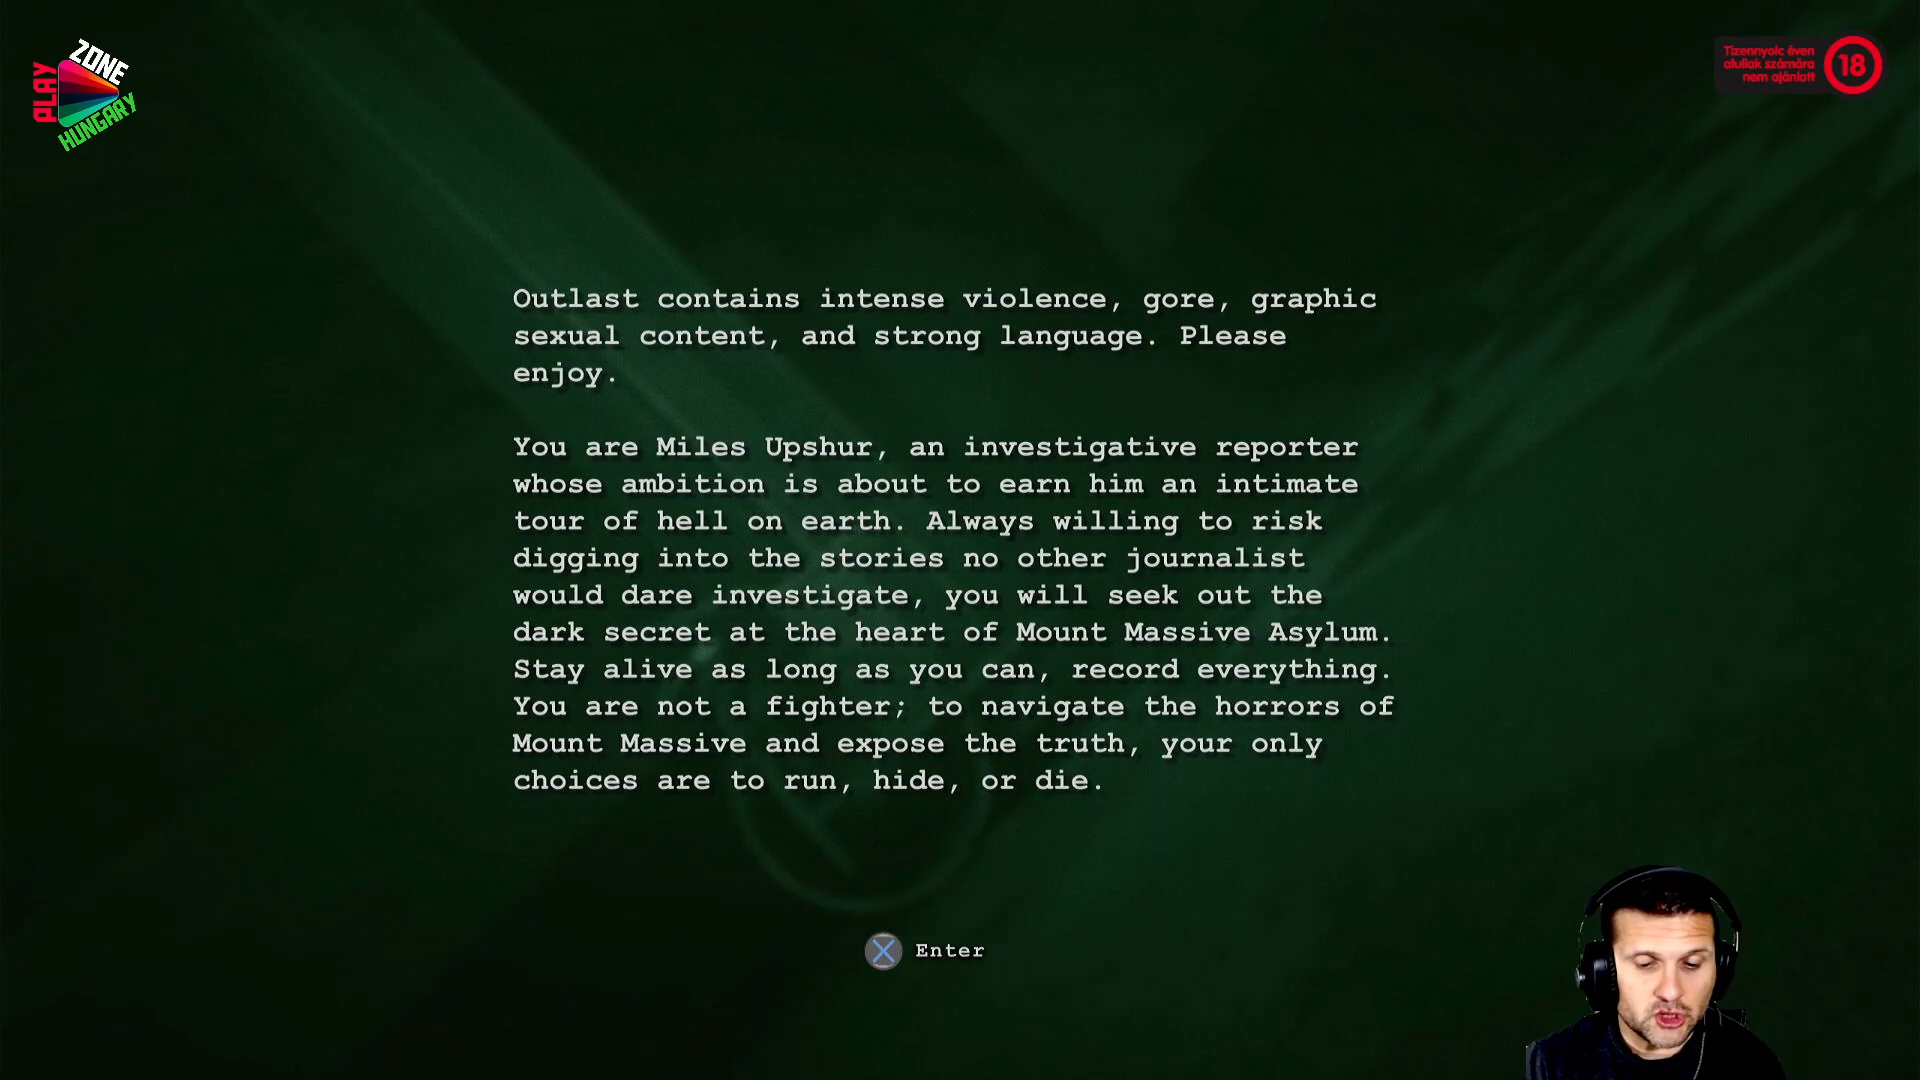 PLAY
ZONE
HUNGARY
Tizennyolc éven
aluliak számára
nem ajánlott
18
Outlast contains intense violence, gore, graphic
sexual content, and strong language. Please
enjoy.
You are Miles Upshur, an investigative reporter
whose ambition is about to earn him an intimate
tour of hell on earth. Always willing to risk
digging into the stories no other journalist
would dare investigate, you will seek out the
dark secret at the heart of Mount Massive Asylum.
Stay alive as long as you can, record everything.
You are not a fighter; to navigate the horrors of
Mount Massive and expose the truth, your only
choices are to run, hide, or die.
Enter